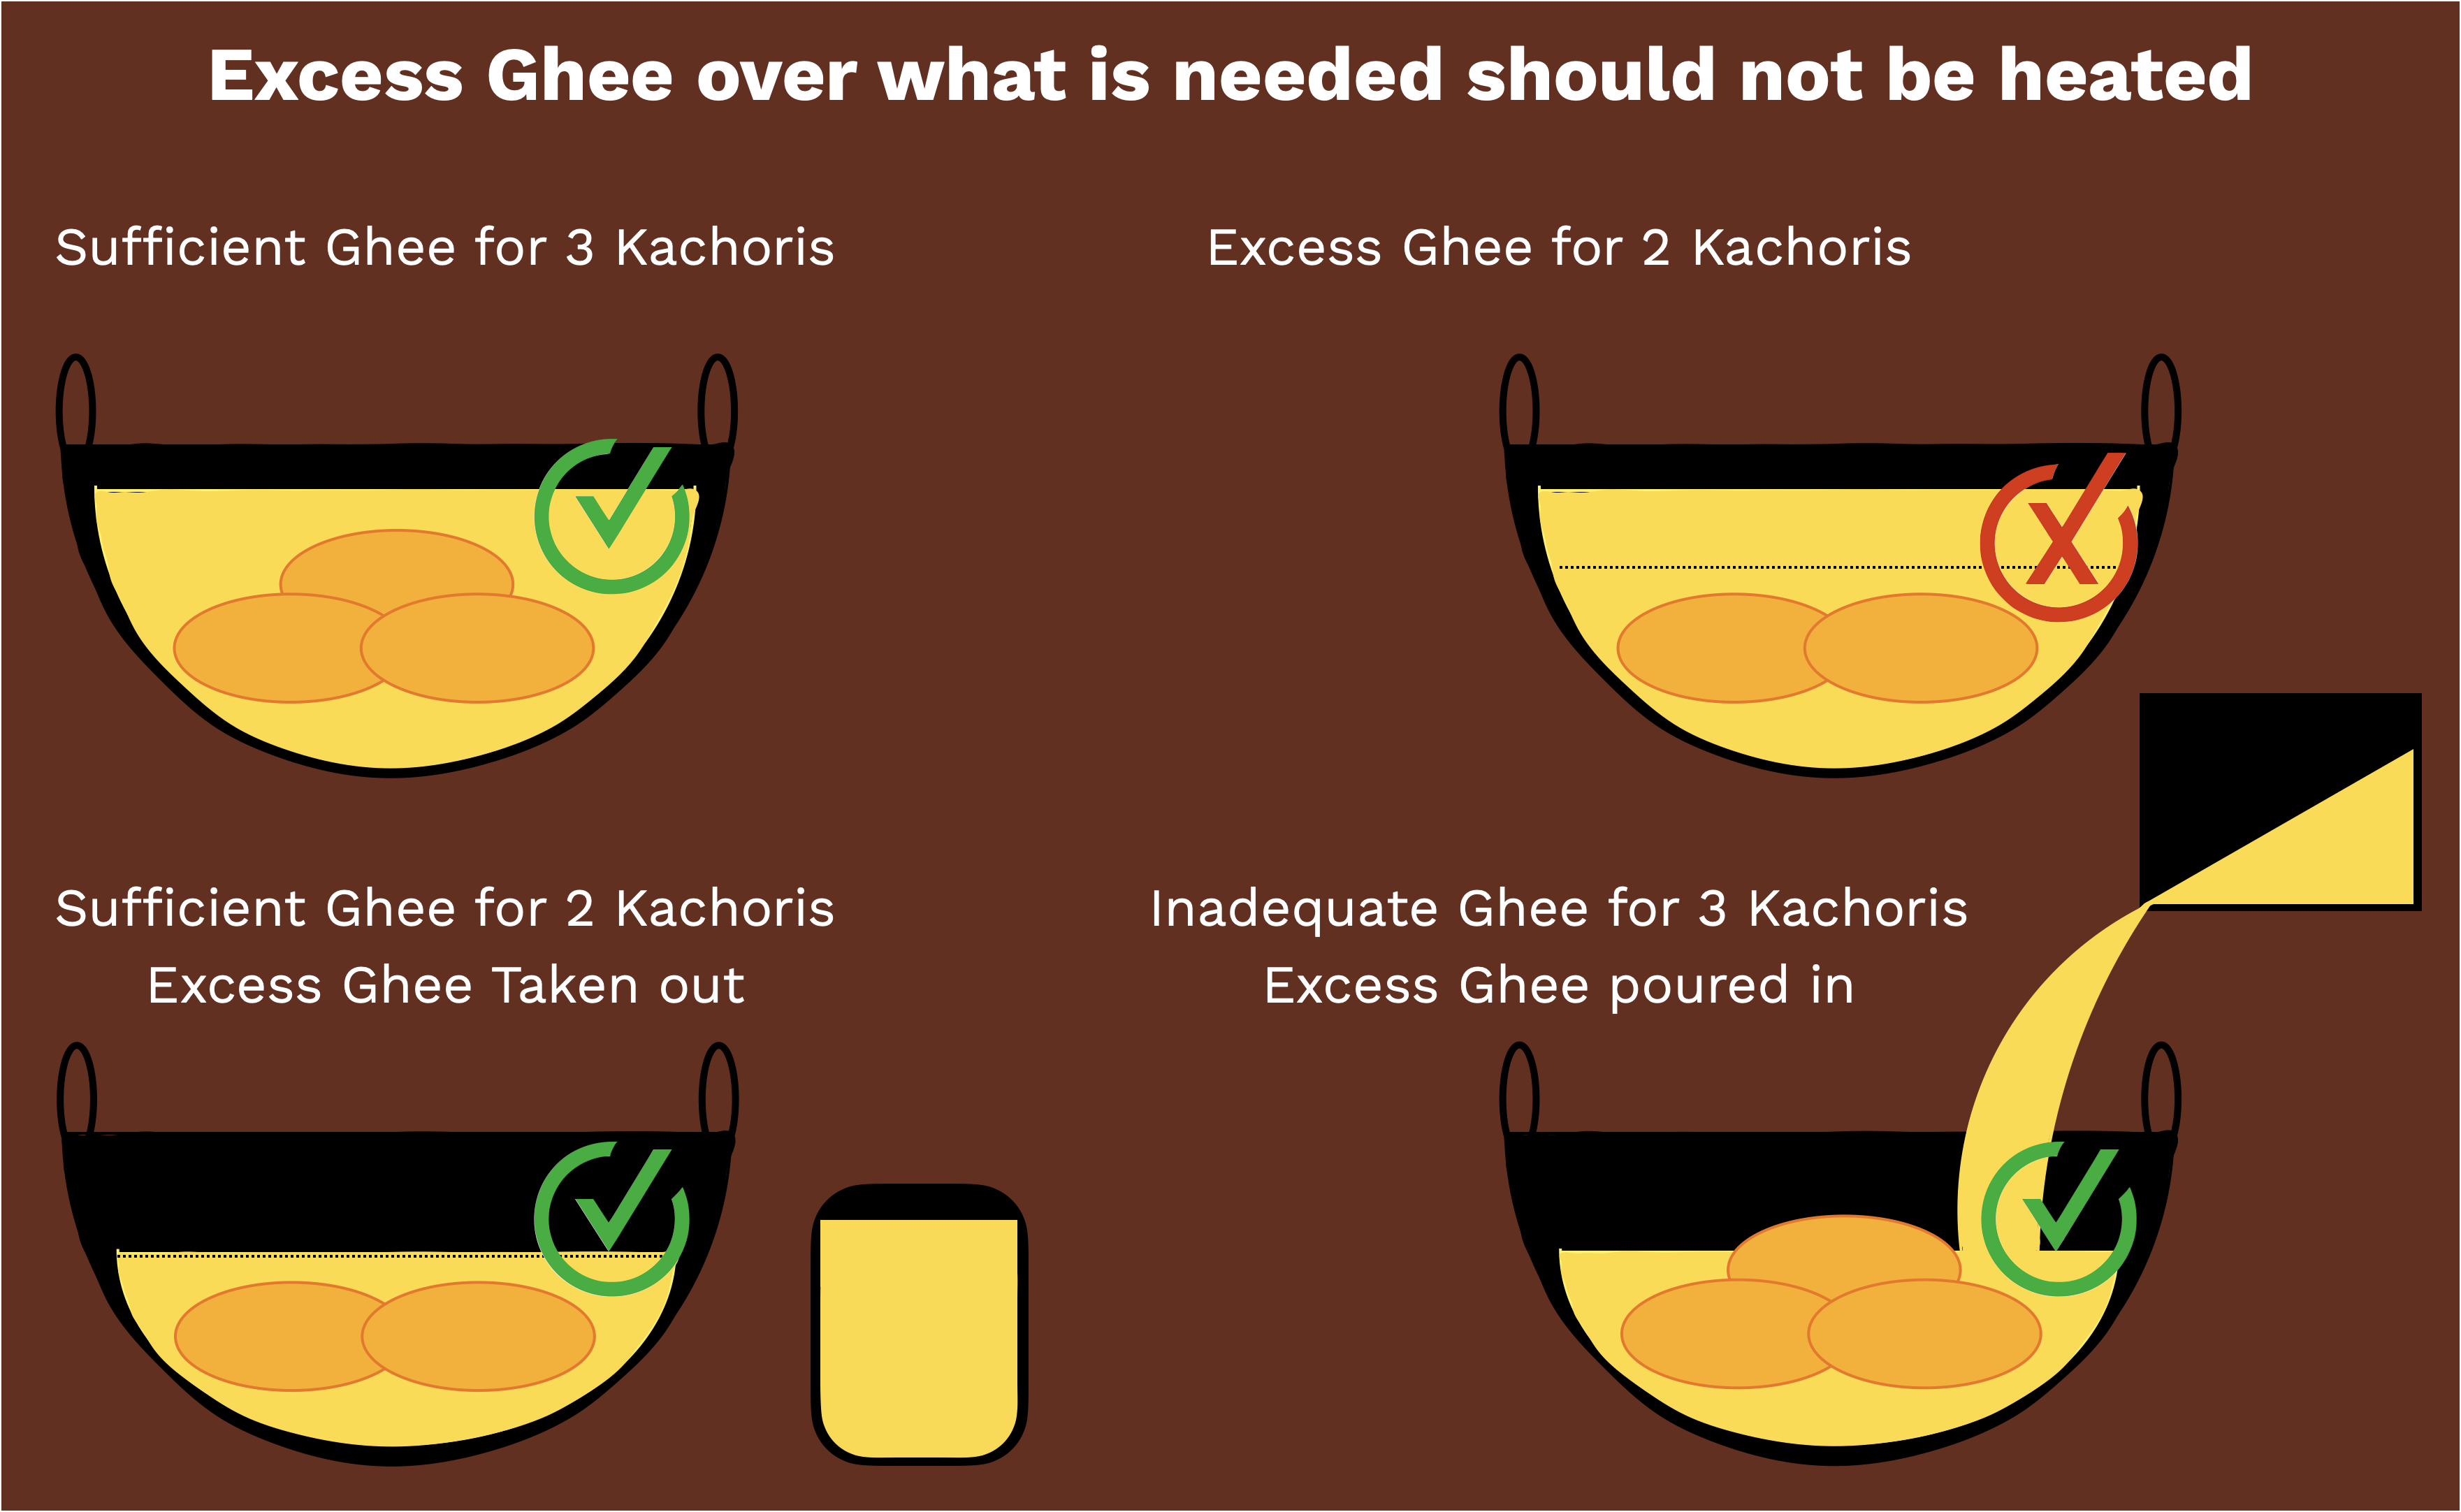 Excess Ghee over what is needed should not be heated
Sufficient Ghee for 3 Kachoris
Excess Ghee for 2 Kachoris
Sufficient Ghee for 2 Kachoris
Excess Ghee Taken out
Inadequate Ghee for 3 Kachoris
Excess Ghee poured in